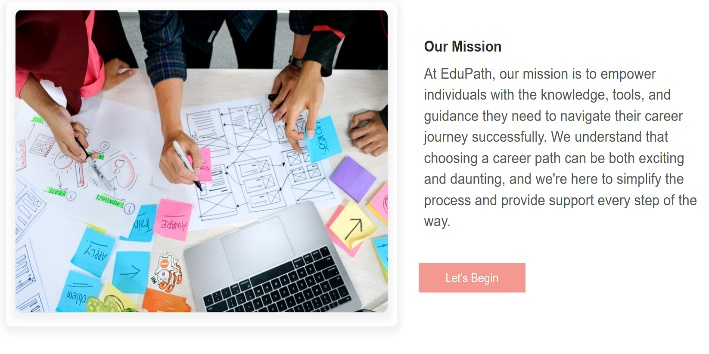 Our Mission
At EduPath, our mission is to empower
individuals with the knowledge, tools, and
guidance they need to navigate their career
journey successfully. We understand that
choosing a career path can be both exciting
and daunting, and we're here to simplify the
process and provide support every step of the
way.
Let's Begin
AWARE
APPLY